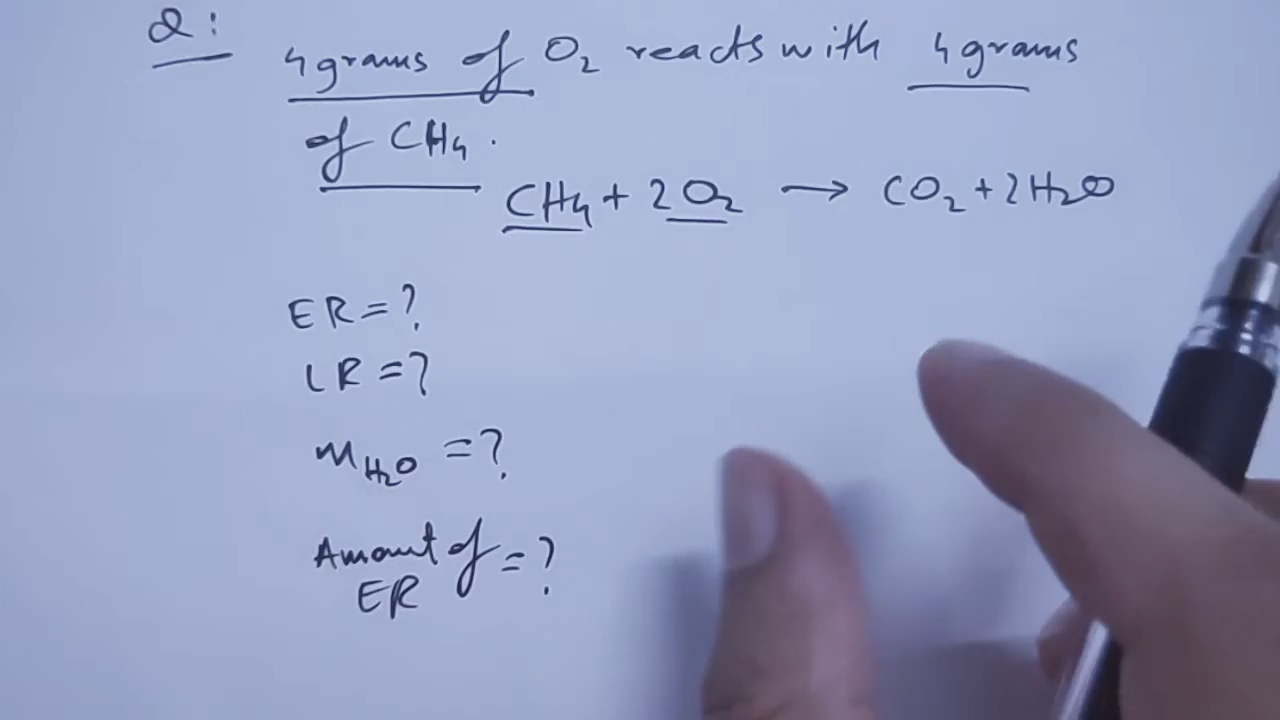 Q:
4 grams of O2 reacts with 4 grams
of CH4.
CH4 + 2O2 → CO2 + 2H2O
ER = ?
LR = ?
mH2O = ?
Amount of = ?
ER